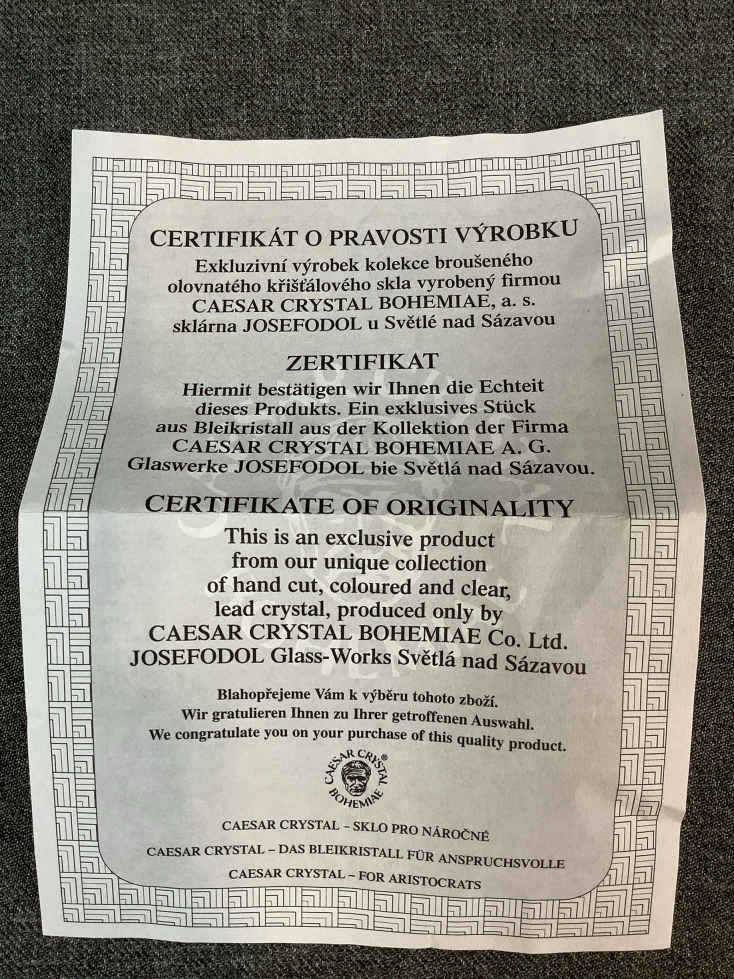 CERTIFIKÁT O PRAVOSTI VÝROBKU
Exkluzivní výrobek kolekce broušeného
olovnatého křišťálového skla vyrobený firmou
CAESAR CRYSTAL BOHEMIAE, a. s.
sklárna JOSEFODOL u Světlé nad Sázavou
ZERTIFIKAT
Hiermit bestätigen wir Ihnen die Echteit
dieses Produkts. Ein exklusives Stück
aus Bleikristall aus der Kollektion der Firma
CAESAR CRYSTAL BOHEMIAE A. G.
Glaswerke JOSEFODOL bie Světlá nad Sázavou.
CERTIFIKATE OF ORIGINALITY
This is an exclusive product
from our unique collection
of hand cut, coloured and clear,
lead crystal, produced only by
CAESAR CRYSTAL BOHEMIAE Co. Ltd.
JOSEFODOL Glass-Works Světlá nad Sázavou
Blahopřejeme Vám k výběru tohoto zboží.
Wir gratulieren Ihnen zu Ihrer getroffenen Auswahl.
We congratulate you on your purchase of this quality product.
CAESAR CRYSTAL®
BOHEMIAE
CAESAR CRYSTAL – SKLO PRO NÁROČNÉ
CAESAR CRYSTAL – DAS BLEIKRISTALL FÜR ANSPRUCHSVOLLE
CAESAR CRYSTAL – FOR ARISTOCRATS